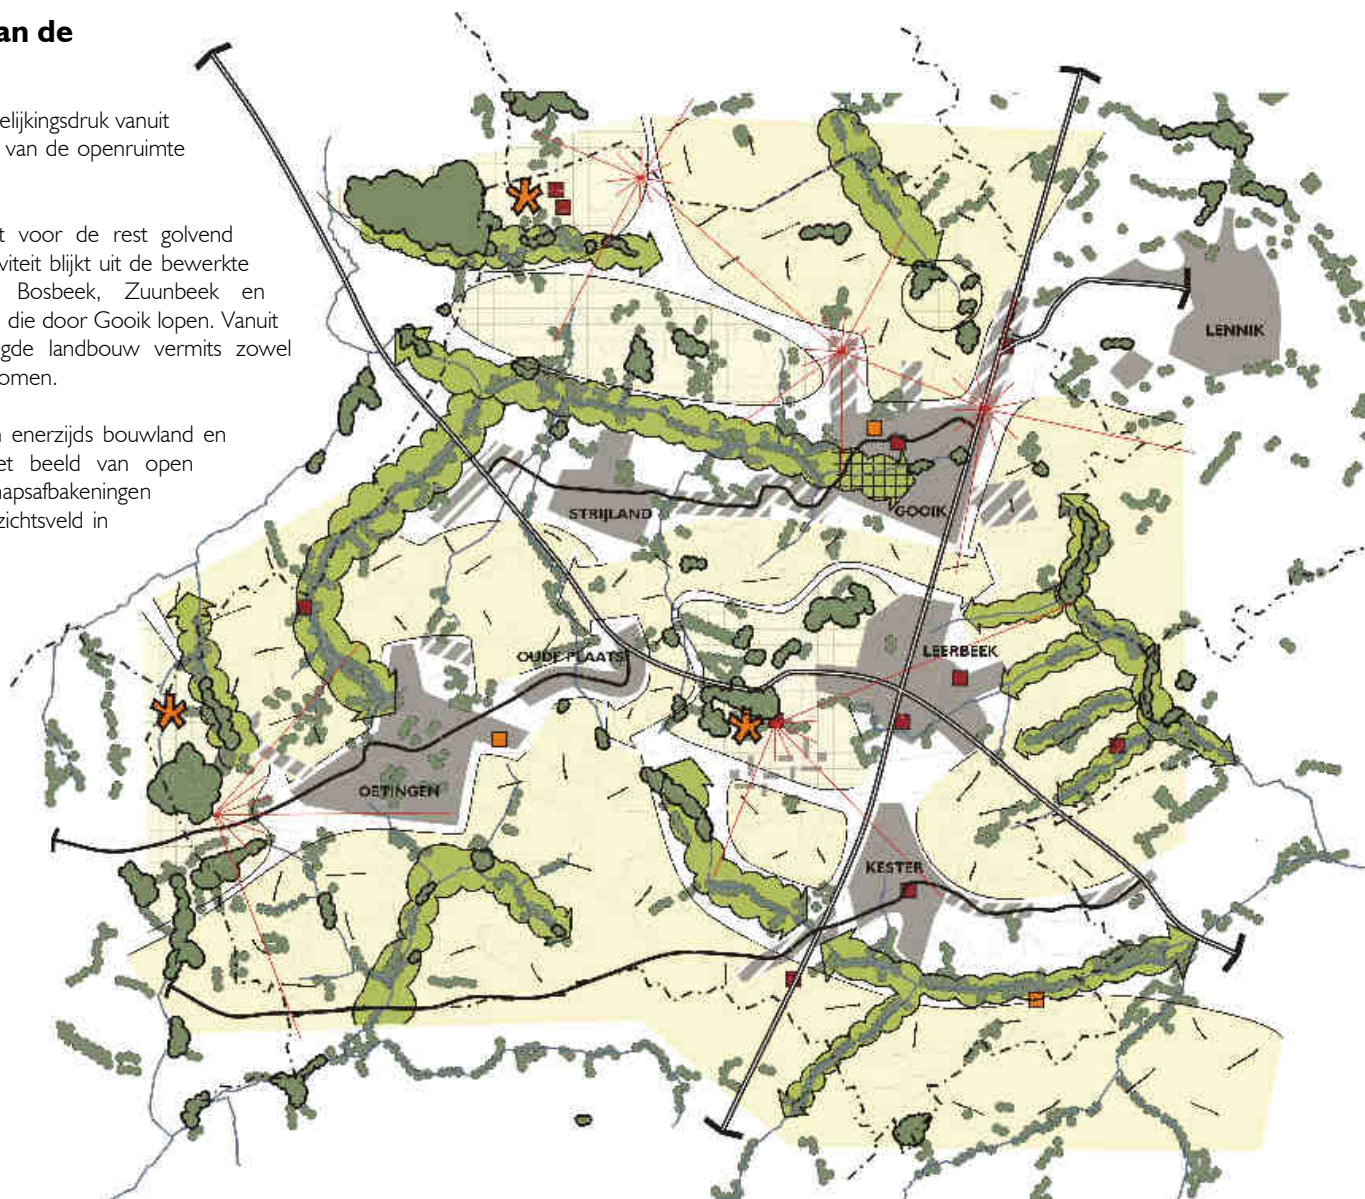 an de
elijkingsdruk vanuit
van de openruimte
t voor de rest golvend
viteit blijkt uit de bewerkte
Bosbeek, Zuunbeek en
die door Gooik lopen. Vanuit
gde landbouw vermits zowel
omen.
n enerzijds bouwland en
et beeld van open
hapsafbakeningen
zichtsveld in
LENNIK
STRIJLAND
GOOIK
OUDE PLAATS
LEERBEEK
OETINGEN
KESTER